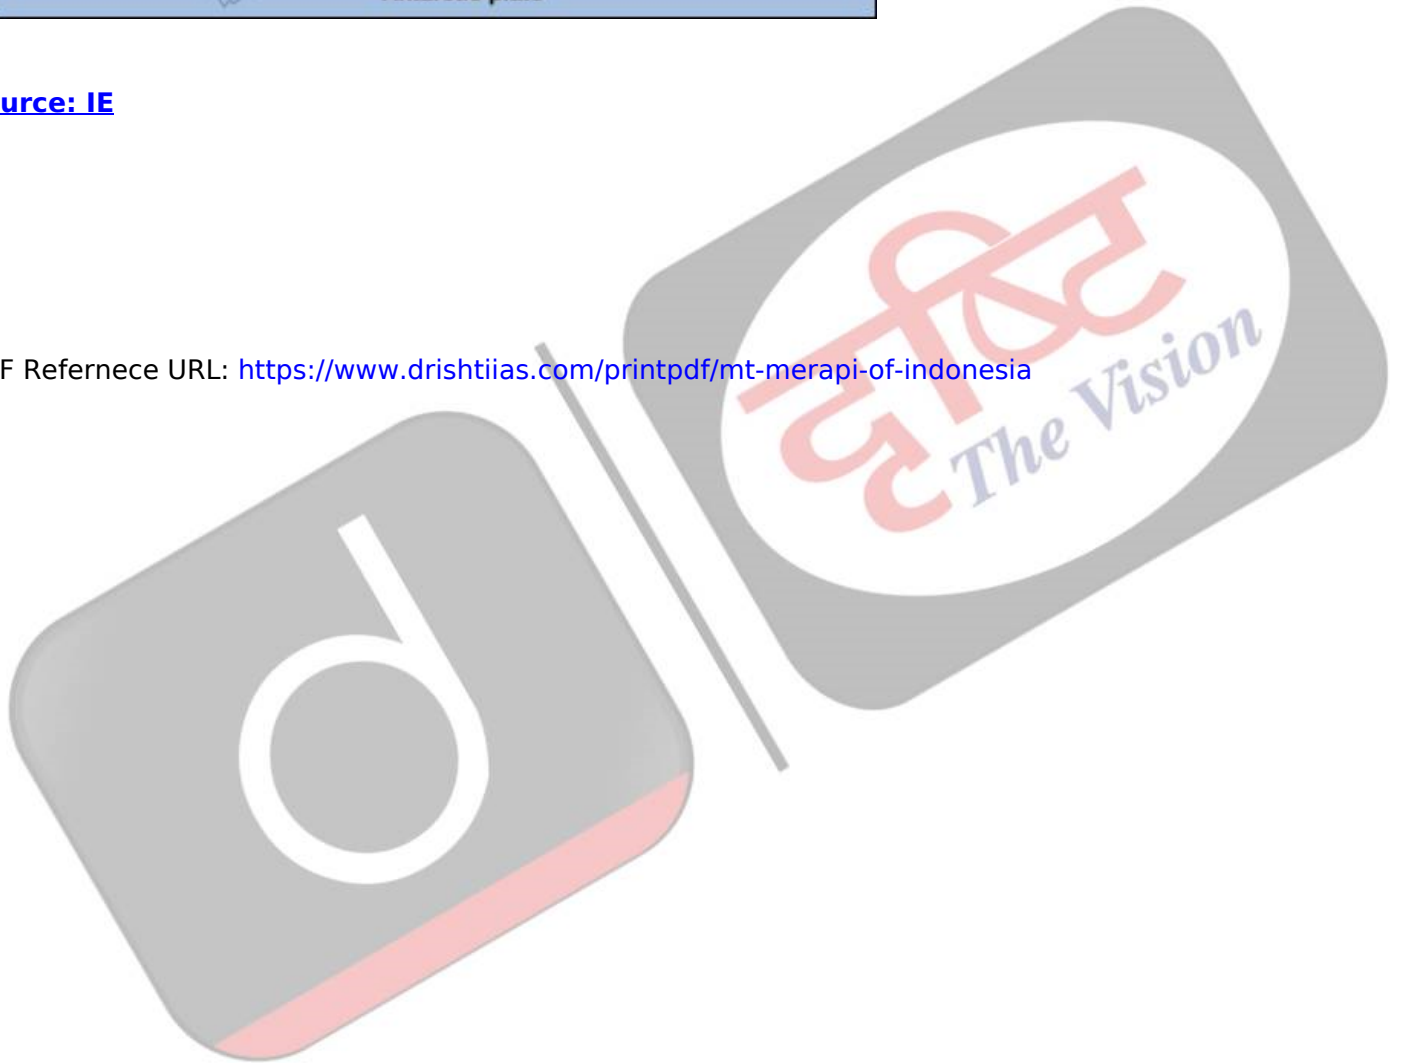 urce: IE
F Refernece URL: https://www.drishtiias.com/printpdf/mt-merapi-of-indonesia
दृष्टि
The Vision
d